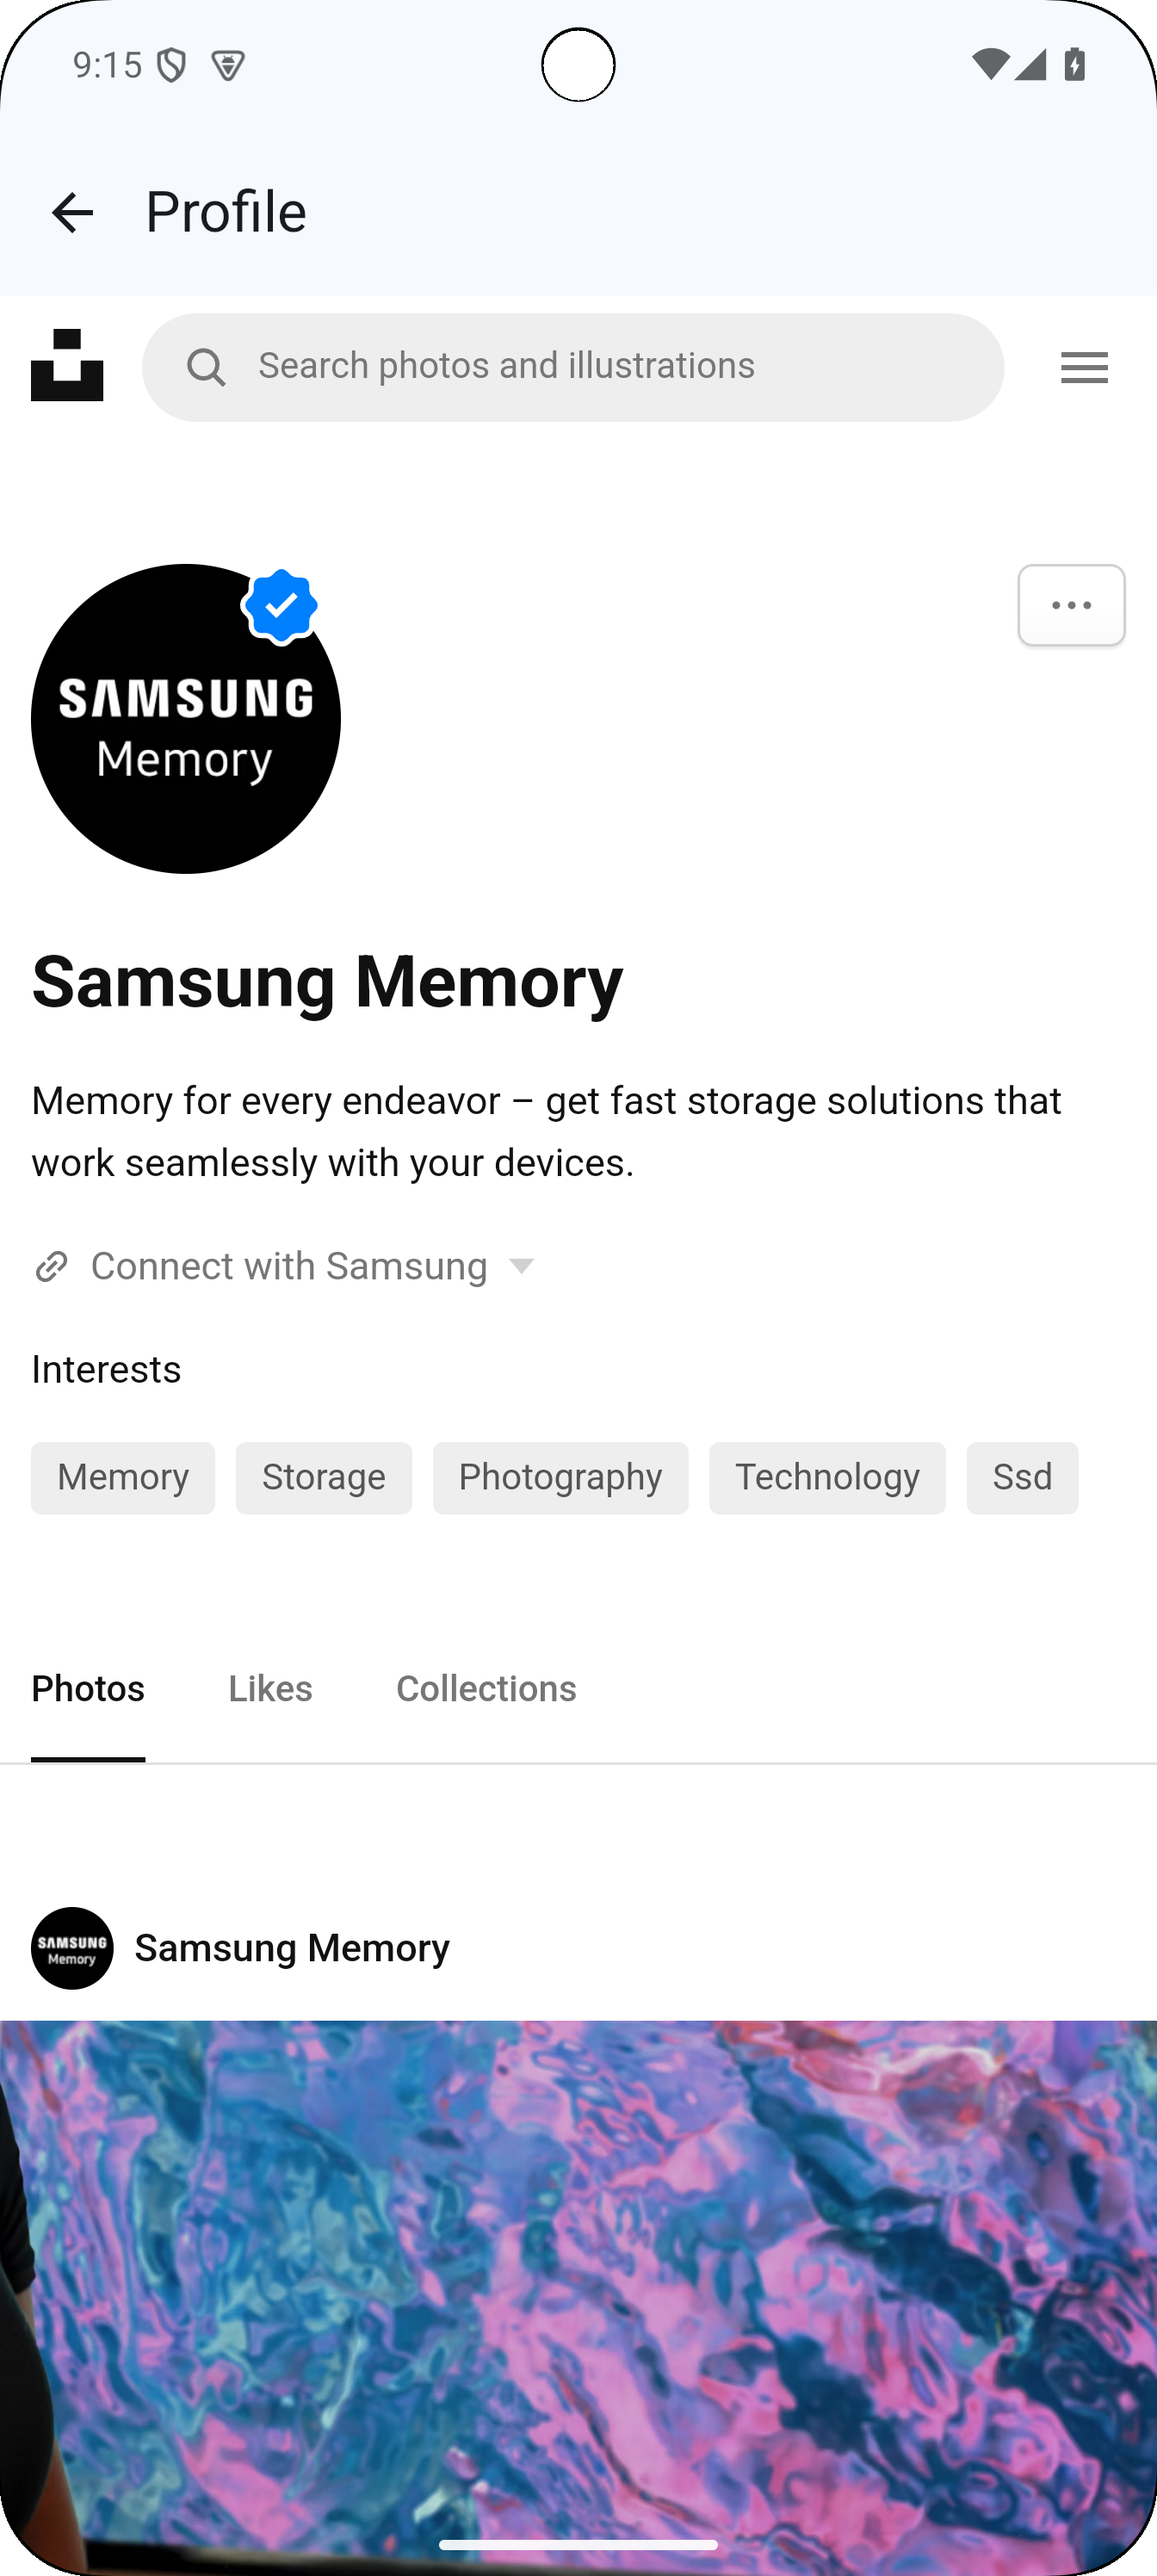 9:15
Profile
Search photos and illustrations
SAMSUNG
Memory
Samsung Memory
Memory for every endeavor – get fast storage solutions that
work seamlessly with your devices.
Connect with Samsung
Interests
Memory Storage Photography Technology Ssd
Photos Likes Collections
SAMSUNG
Memory
Samsung Memory